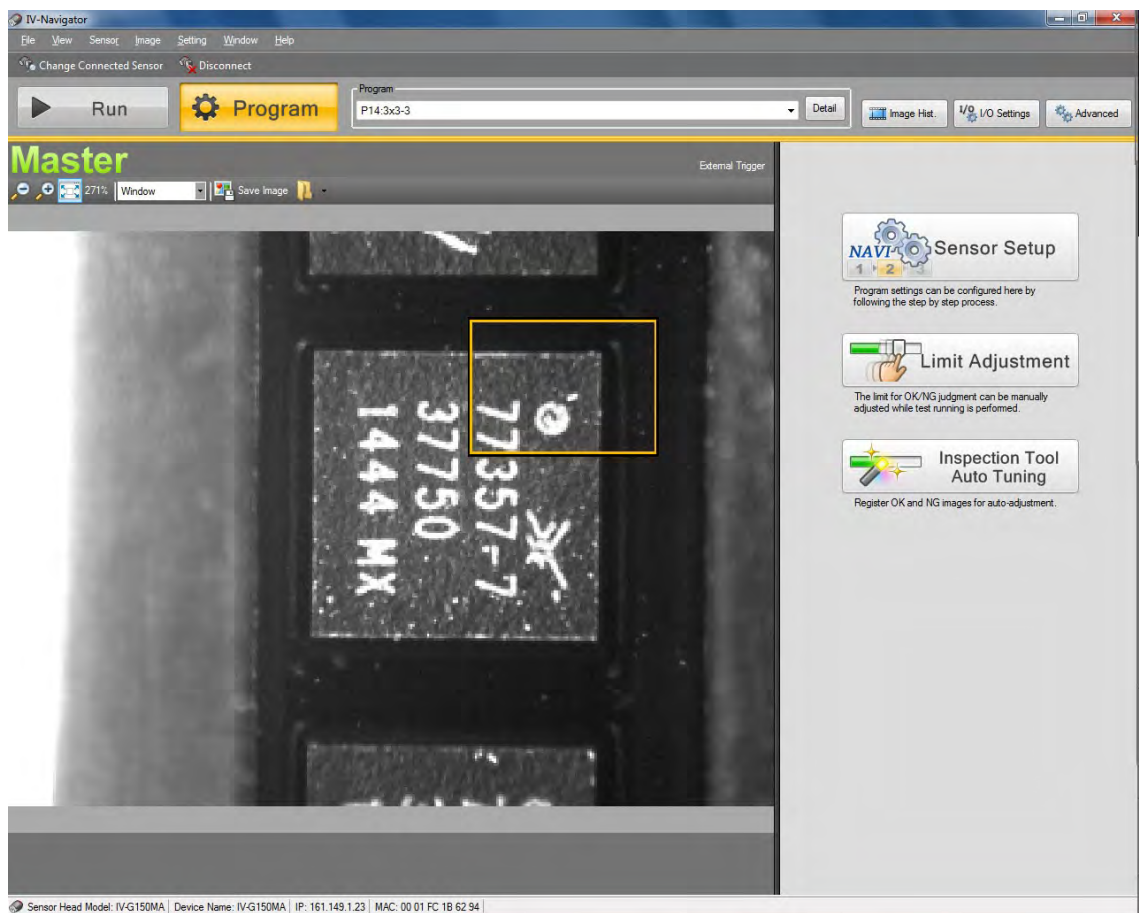 IV-Navigator
File View Sensor Image Setting Window Help
Change Connected Sensor Disconnect
Run
Program
Program
P14:3x3-3
Detail
Image Hist.
I/O I/O Settings
Advanced
Master
External Trigger
271% Window Save Image
77357-7
37750
1444 MX
NAVI
1 2 3
Sensor Setup
Program settings can be configured here by
following the step by step process.
Limit Adjustment
The limit for OK/NG judgment can be manually
adjusted while test running is performed.
Inspection Tool
Auto Tuning
Register OK and NG images for auto-adjustment.
Sensor Head Model: IV-G150MA Device Name: IV-G150MA IP: 161.149.1.23 MAC: 00 01 FC 1B 62 94